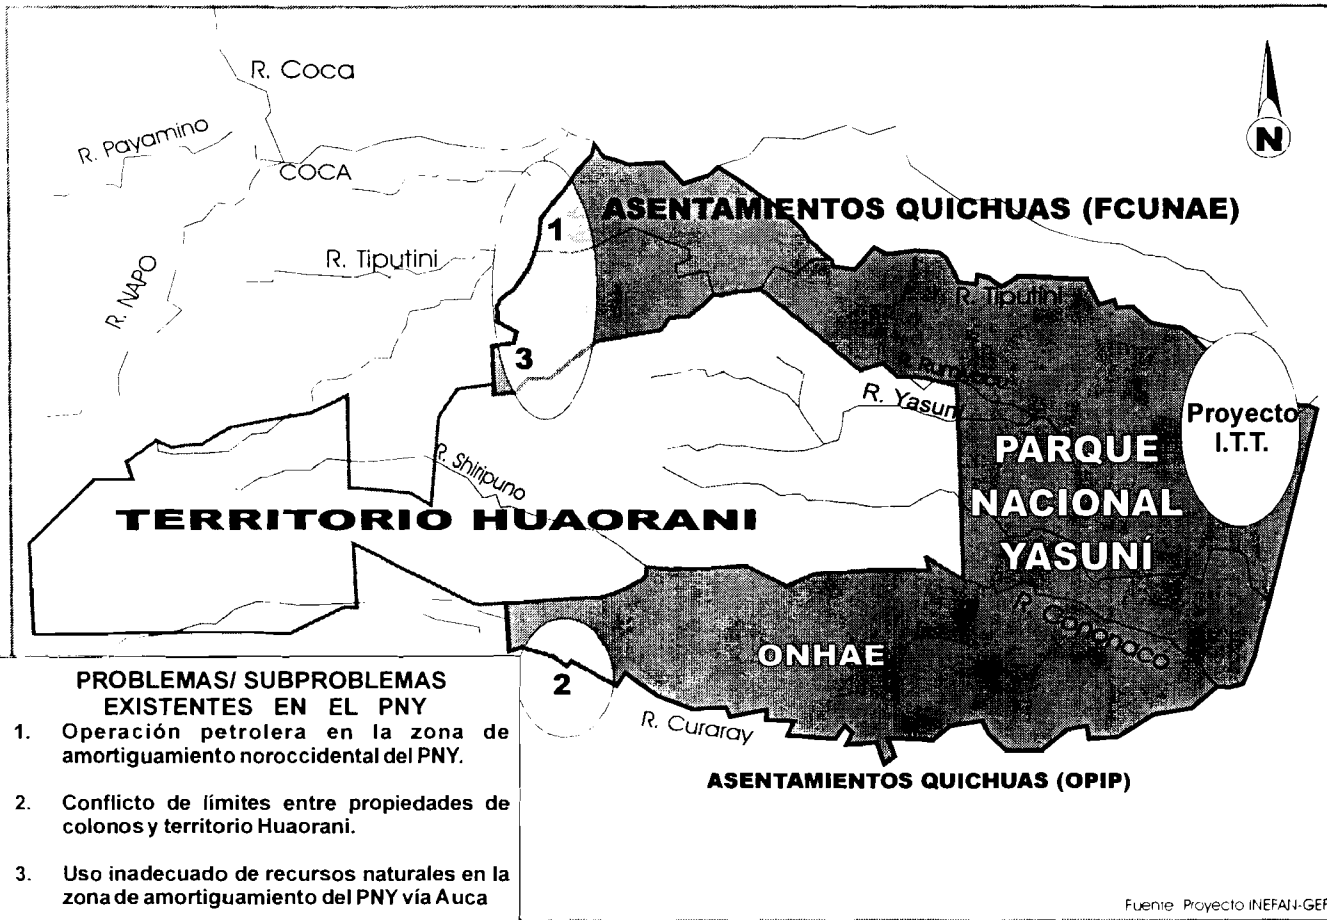 R. Coca
R. Payamino
N
COCA
ASENTAMIENTOS QUICHUAS (FCUNAE)
1
R. Tiputini
R. NAPO
R. Tiputini
3
R. Yasun
Proyecto
I.T.T.
PARQUE
NACIONAL
YASUNÍ
R. Shiripuno
TERRITORIO HUAORANI
R. Cononaco
ONHAE
2
R. Curaray
ASENTAMIENTOS QUICHUAS (OPIP)
PROBLEMAS/ SUBPROBLEMAS
EXISTENTES EN EL PNY
1. Operación petrolera en la zona de
amortiguamiento noroccidental del PNY.
2. Conflicto de límites entre propiedades de
colonos y territorio Huaorani.
3. Uso inadecuado de recursos naturales en la
zona de amortiguamiento del PNY vía Auca
Fuente Proyecto INEFAN-GEF